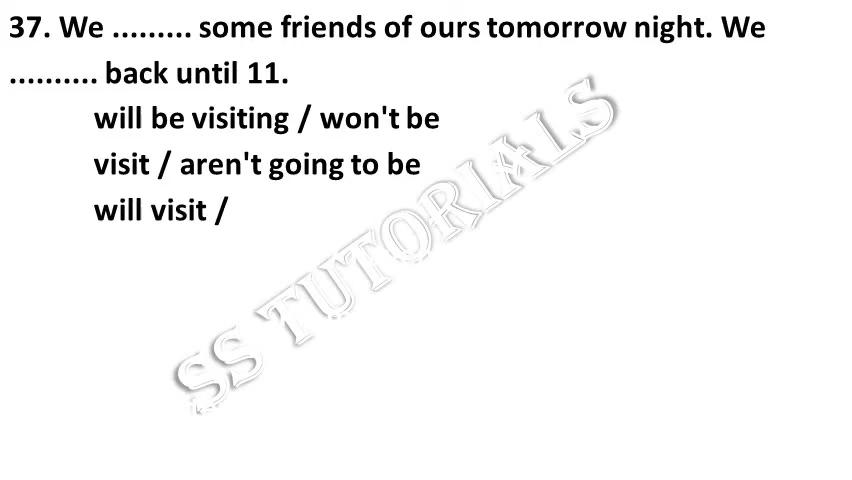 37. We ......... some friends of ours tomorrow night. We
.......... back until 11.
will be visiting / won't be
visit / aren't going to be
will visit /
SS TUTORIALS